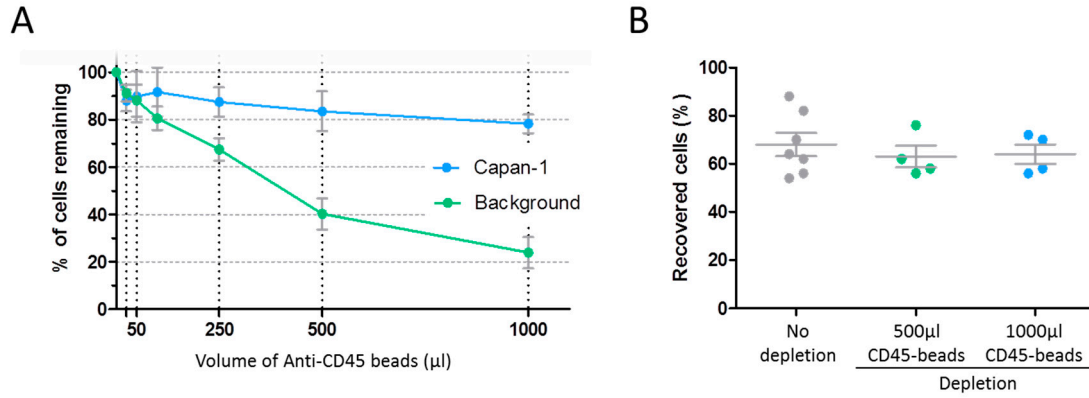 A
% of cells remaining
100
80
60
40
20
0
50
250
500
1000
Volume of Anti-CD45 beads (µl)
Capan-1
Background
B
Recovered cells (%)
100
80
60
40
20
0
No
depletion
500µl
CD45-beads
1000µl
CD45-beads
Depletion